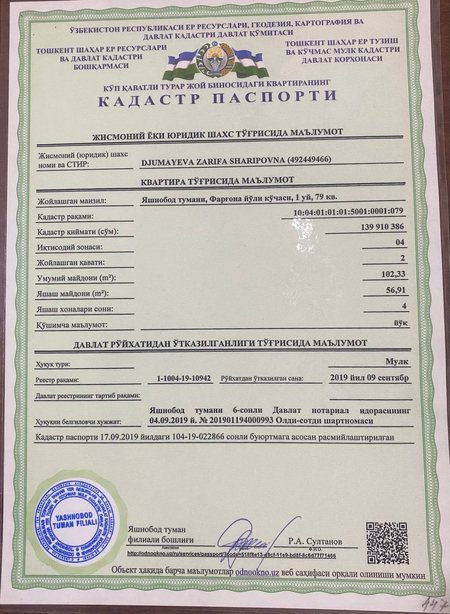 ЎЗБЕКИСТОН РЕСПУБЛИКАСИ ЕР РЕСУРСЛАРИ, ГЕОДЕЗИЯ, КАРТОГРАФИЯ ВА
ДАВЛАТ КАДАСТРИ ДАВЛАТ ҚЎМИТАСИ
ТОШКЕНТ ШАҲАР ЕР РЕСУРСЛАРИ
ВА ДАВЛАТ КАДАСТРИ
БОШҚАРМАСИ
ТОШКЕНТ ШАҲАР ЕР ТУЗИШ
ВА КЎЧМАС МУЛК КАДАСТРИ
ДАВЛАТ КОРХОНАСИ
КЎП ҚАВАТЛИ ТУРАР ЖОЙ БИНОСИДАГИ КВАРТИРАНИНГ
КАДАСТР ПАСПОРТИ
ЖИСМОНИЙ ЁКИ ЮРИДИК ШАХС ТЎҒРИСИДА МАЪЛУМОТ
Жисмоний (юридик) шахс
номи ва СТИР:
DJUMAYEVA ZARIFA SHARIPOVNA (492449466)
КВАРТИРА ТЎҒРИСИДА МАЪЛУМОТ
Жойлашган манзил: Яшнобод тумани, Фарғона йўли кўчаси, 1 уй, 79 кв.
Кадастр рақами: 10:04:01:01:01:5001:0001:079
Кадастр қиймати (сўм): 139 910 386
Иқтисодий зонаси: 04
Жойлашган қавати: 2
Умумий майдони (m²): 102,33
Яшаш майдони (m²): 56,91
Яшаш хоналари сони: 4
Қўшимча маълумот: йўқ
ДАВЛАТ РЎЙХАТИДАН ЎТКАЗИЛГАНЛИГИ ТЎҒРИСИДА МАЪЛУМОТ
Ҳуқуқ тури: Мулк
Реестр рақами: 1-1004-19-10942 Рўйхатдан ўтказилган сана: 2019 йил 09 сентябр
Давлат реестрининг тартиб рақами:
Ҳуқуқни белгиловчи ҳужжат:
Яшнобод тумани 6-сонли Давлат нотариал идорасининг
04.09.2019 й. № 201901194000993 Олди-сотди шартномаси
Кадастр паспорти 17.09.2019 йилдаги 104-19-022866 сонли буюртмага асосан расмийлаштирилган
YASHNOBOD
TUMAN FILIALI
Яшнобод туман
филиали бошлиғи
Р.А. Султанов
Ф.И.О.
Объект ҳақида барча маълумотлар odnookno.uz веб саҳифаси орқали олиниши мумкин
147